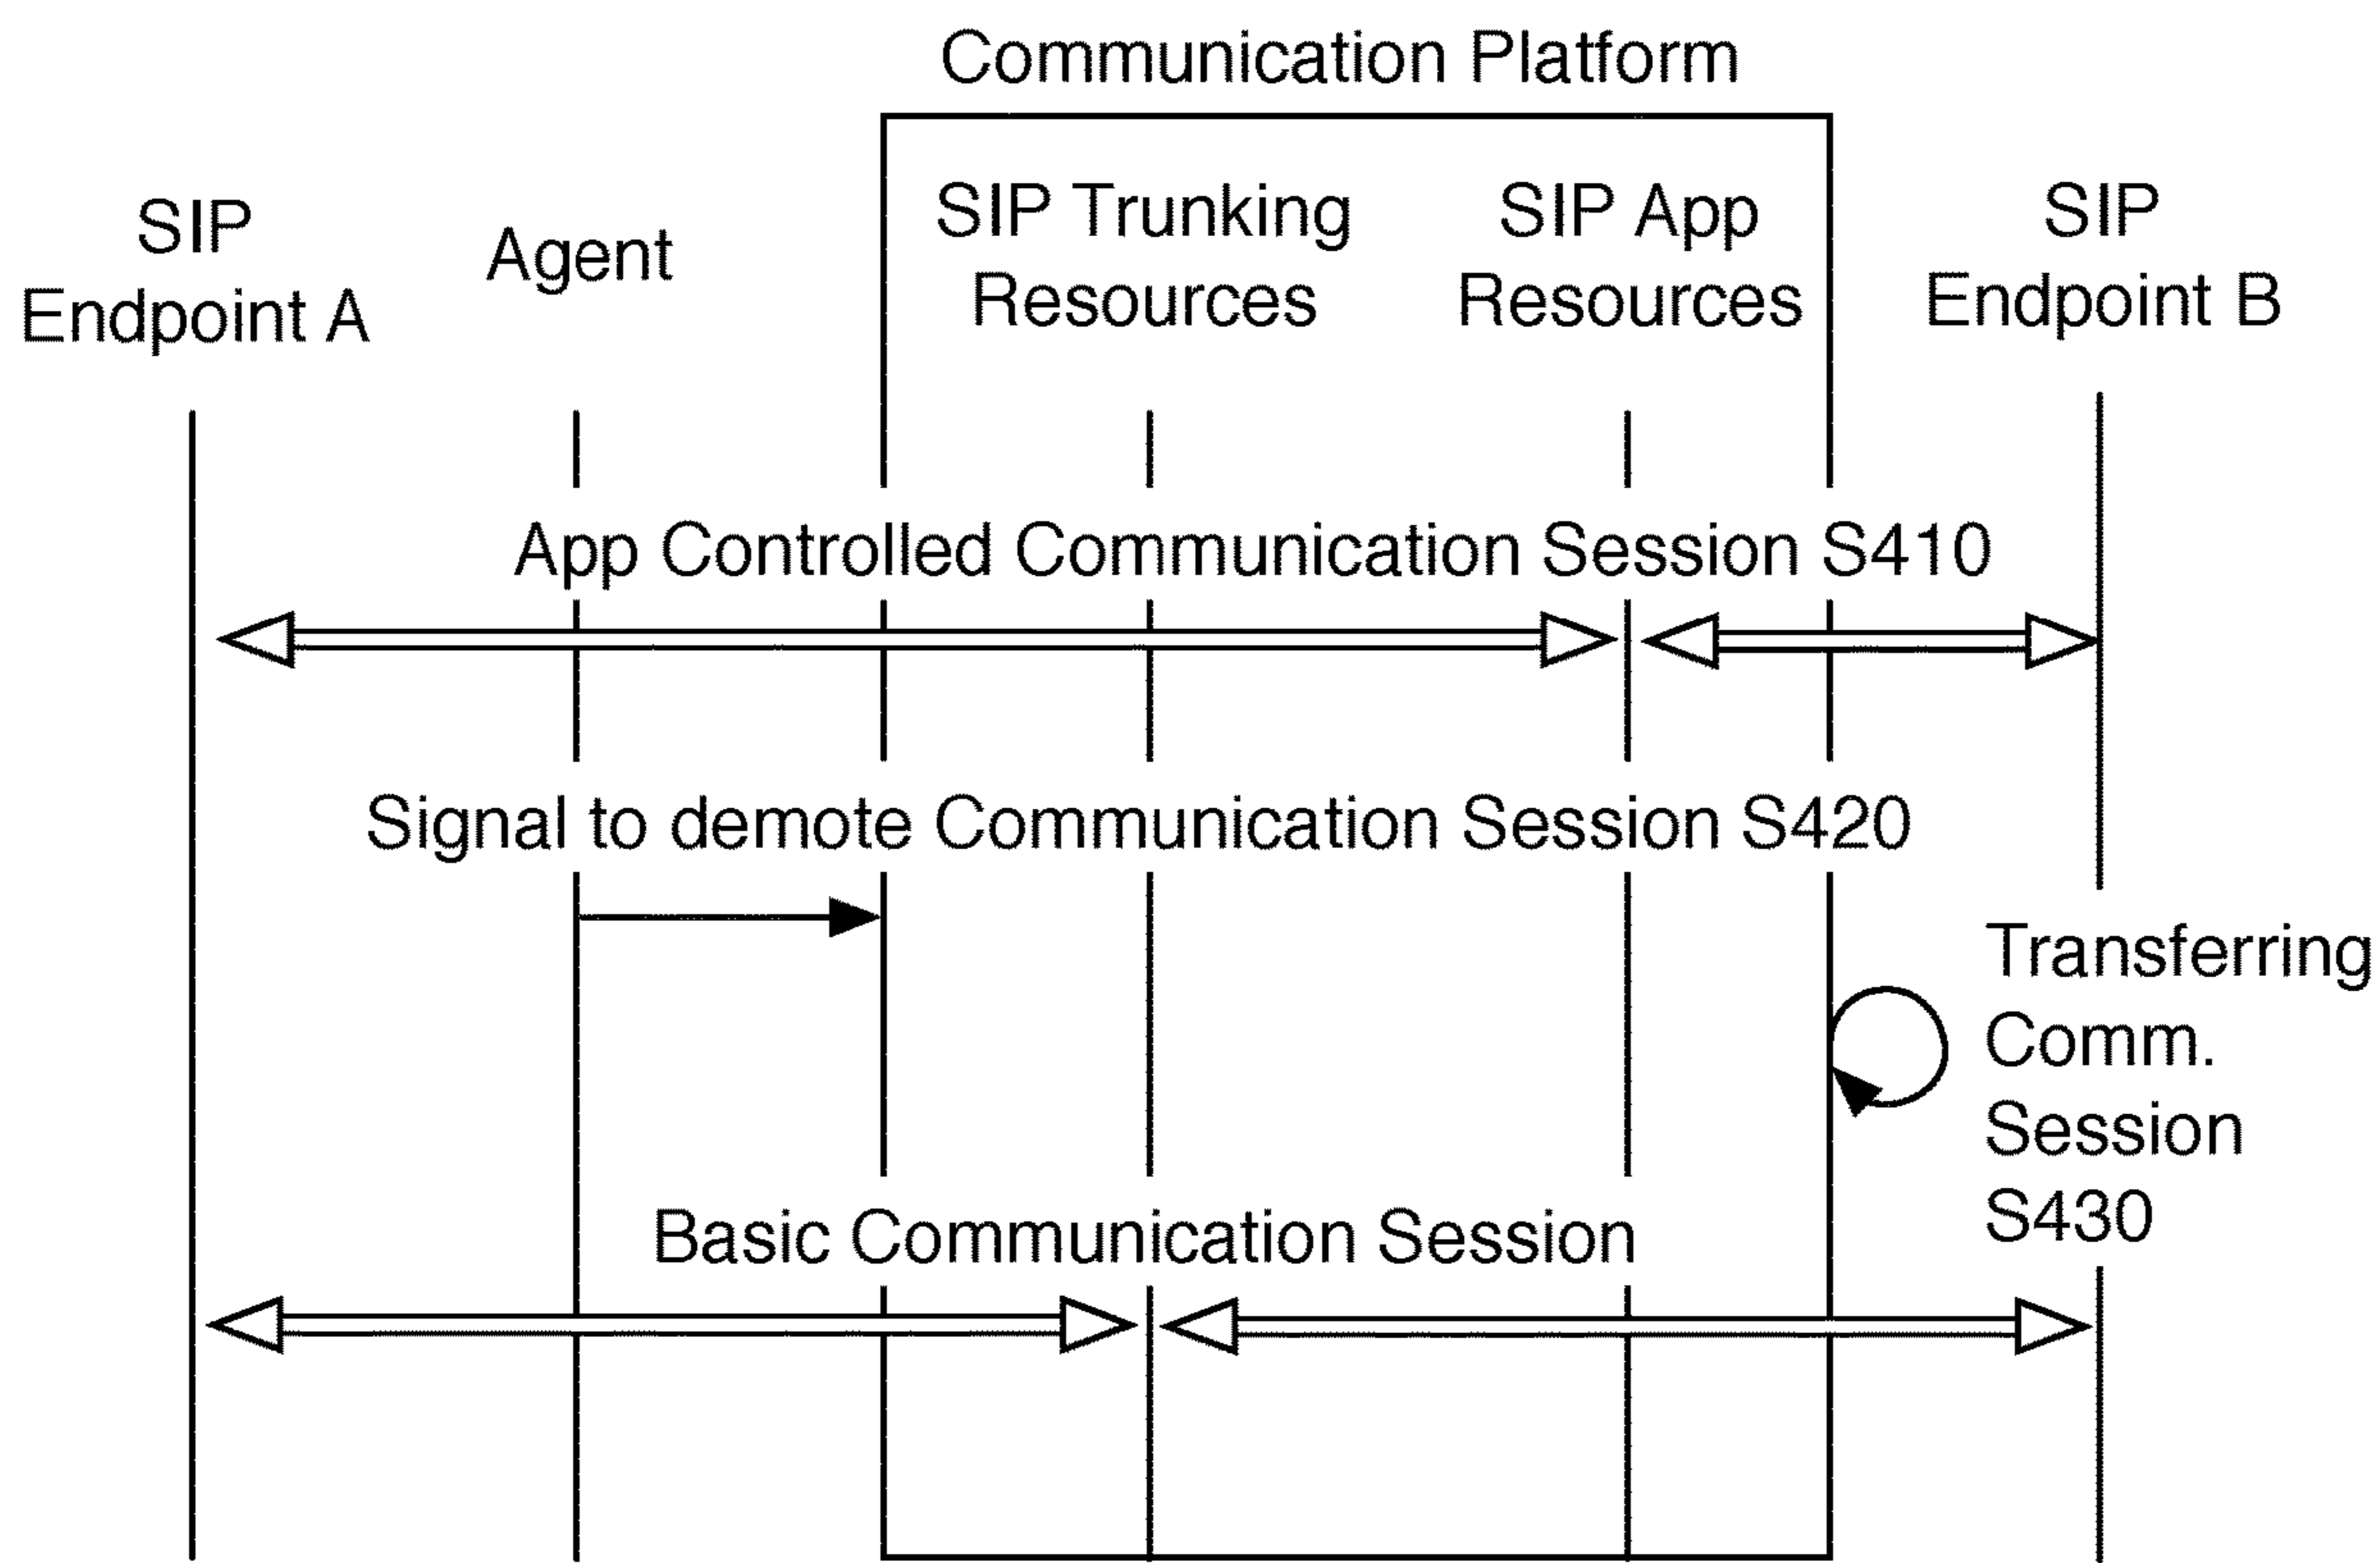 Communication Platform
SIP
Endpoint A
Agent
SIP Trunking
Resources
SIP App
Resources
SIP
Endpoint B
App Controlled Communication Session S410
Signal to demote Communication Session S420
Transferring
Comm.
Session
S430
Basic Communication Session